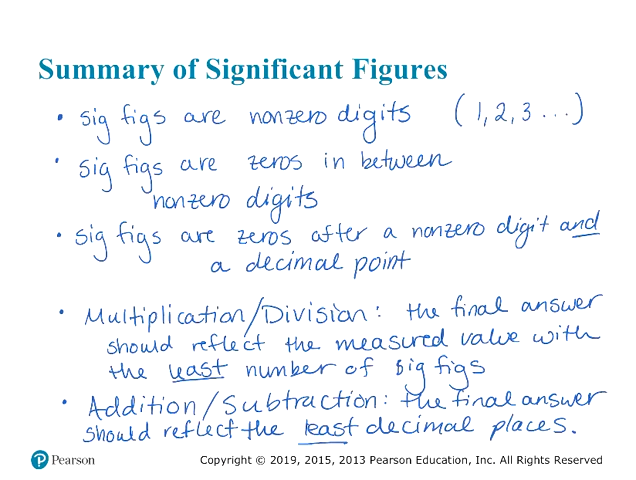 Summary of Significant Figures
• sig figs are nonzero digits (1, 2, 3 ...)
• sig figs are zeros in between
nonzero digits
• sig figs are zeros after a nonzero digit and
a decimal point
• Multiplication/Division: the final answer
should reflect the measured value with
the least number of sig figs
• Addition/Subtraction: the final answer
should reflect the least decimal places.
Pearson Copyright © 2019, 2015, 2013 Pearson Education, Inc. All Rights Reserved